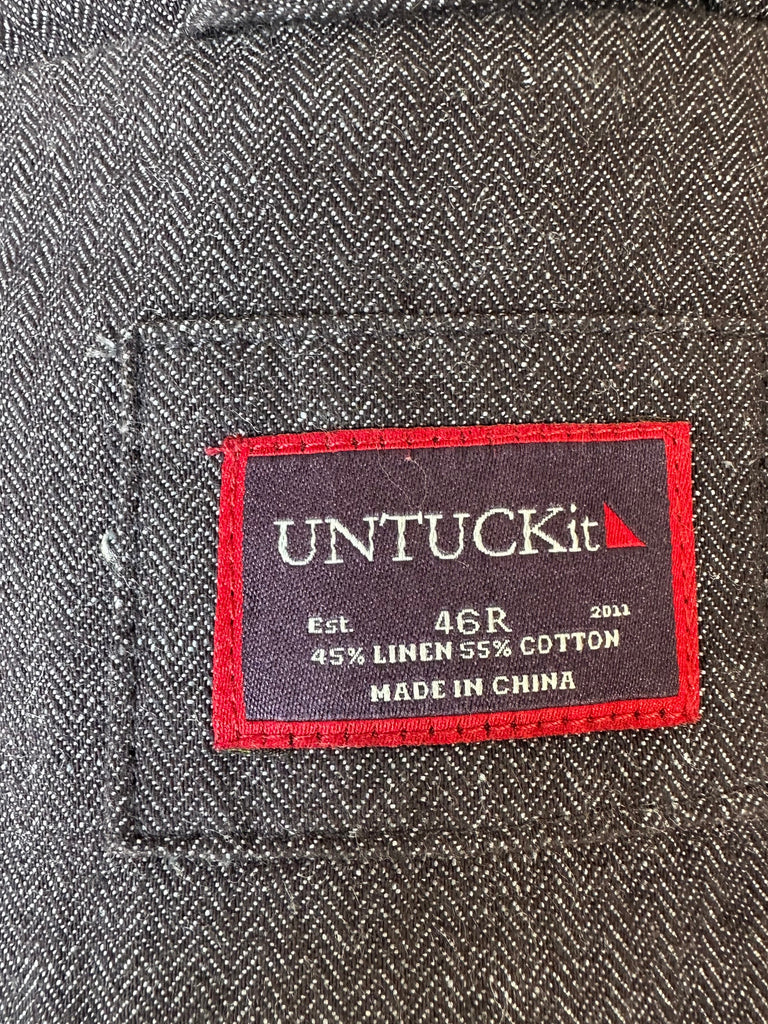 UNTUCKit
Est. 46R 2011
45% LINEN 55% COTTON
MADE IN CHINA